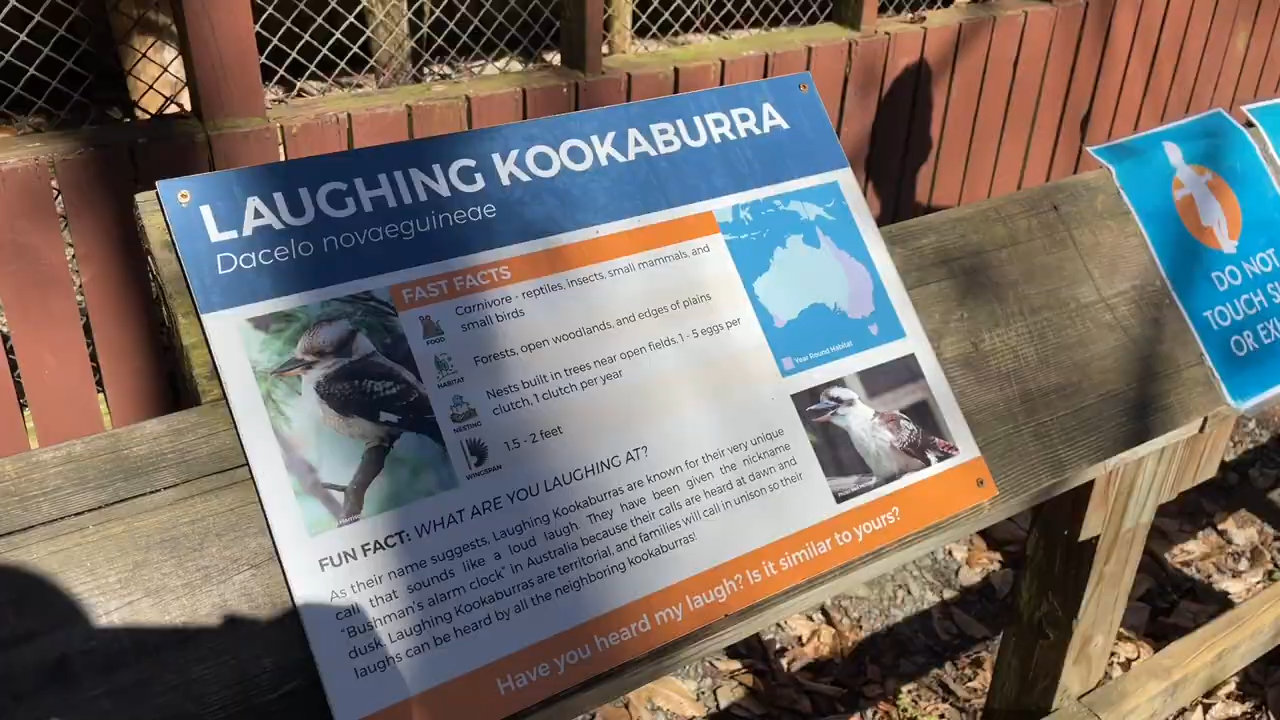 LAUGHING KOOKABURRA
Dacelo novaeguineae
FAST FACTS
FOOD
Carnivore - reptiles, insects, small mammals, and
small birds
HABITAT
Forests, open woodlands, and edges of plains
NESTING
Nests built in trees near open fields. 1 - 5 eggs per
clutch, 1 clutch per year
WINGSPAN
1.5 - 2 feet
Year Round Habitat
FUN FACT: WHAT ARE YOU LAUGHING AT?
As their name suggests, Laughing Kookaburras are known for their very unique
call that sounds like a loud laugh. They have been given the nickname
"Bushman's alarm clock" in Australia because their calls are heard at dawn and
dusk. Laughing Kookaburras are territorial, and families will call in unison so their
laughs can be heard by all the neighboring kookaburras!
Have you heard my laugh? Is it similar to yours?
DO NOT
TOUCH
OR